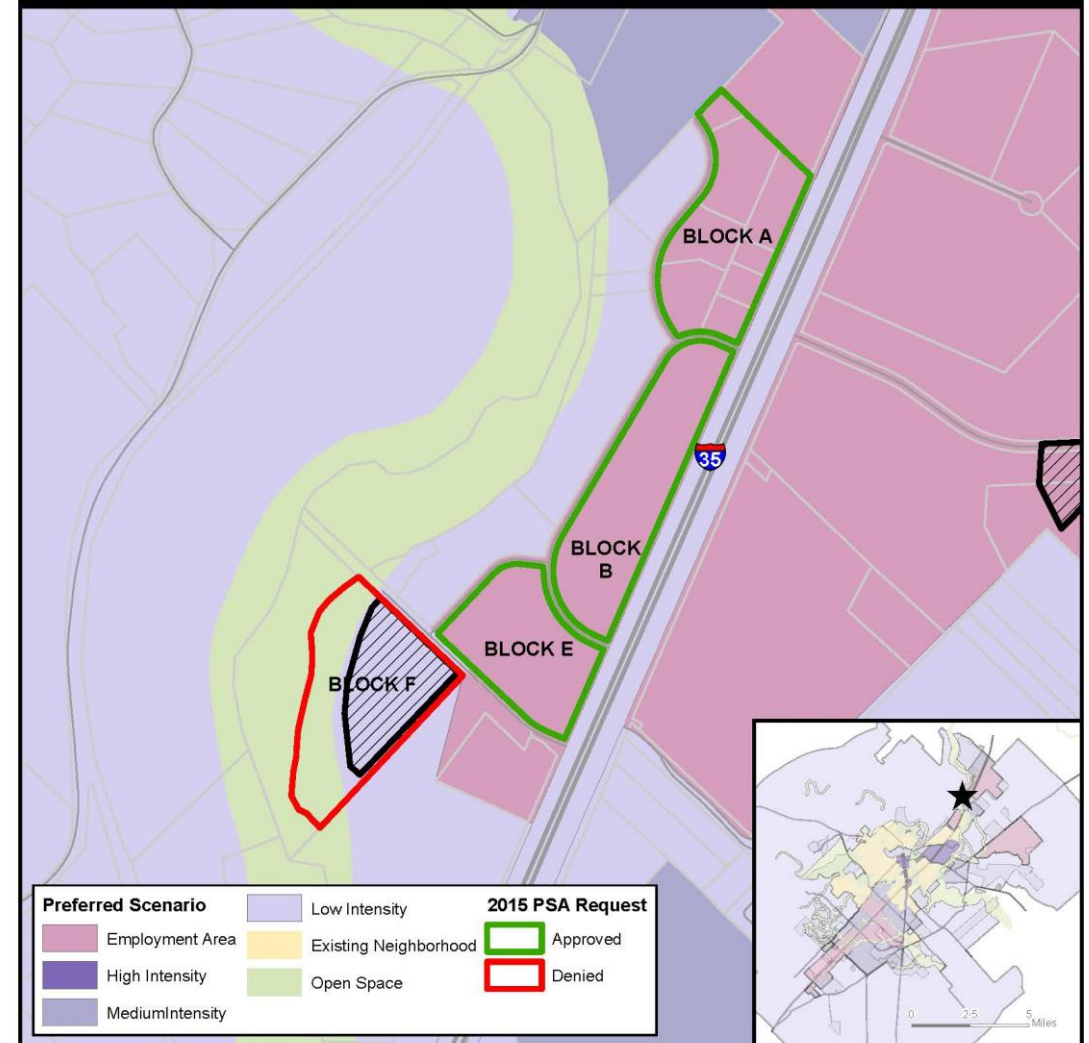 BLOCK A
35
BLOCK
B
BLOCK E
BLOCK F
Preferred Scenario
Employment Area
High Intensity
MediumIntensity
Low Intensity
Existing Neighborhood
Open Space
2015 PSA Request
Approved
Denied
0 2.5 5
Miles